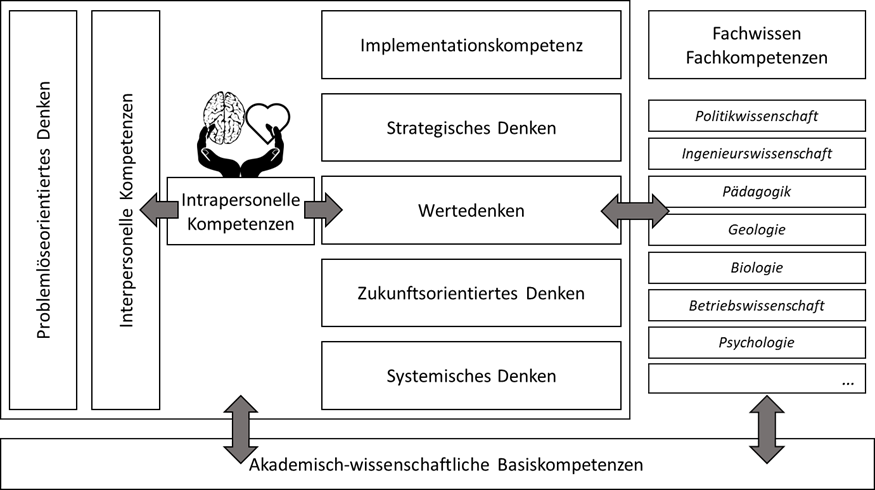 Problemlöseorientiertes Denken
Interpersonelle Kompetenzen
Intrapersonelle
Kompetenzen
Implementationskompetenz
Strategisches Denken
Wertedenken
Zukunftsorientiertes Denken
Systemisches Denken
Fachwissen
Fachkompetenzen
Politikwissenschaft
Ingenieurswissenschaft
Pädagogik
Geologie
Biologie
Betriebswissenschaft
Psychologie
...
Akademisch-wissenschaftliche Basiskompetenzen